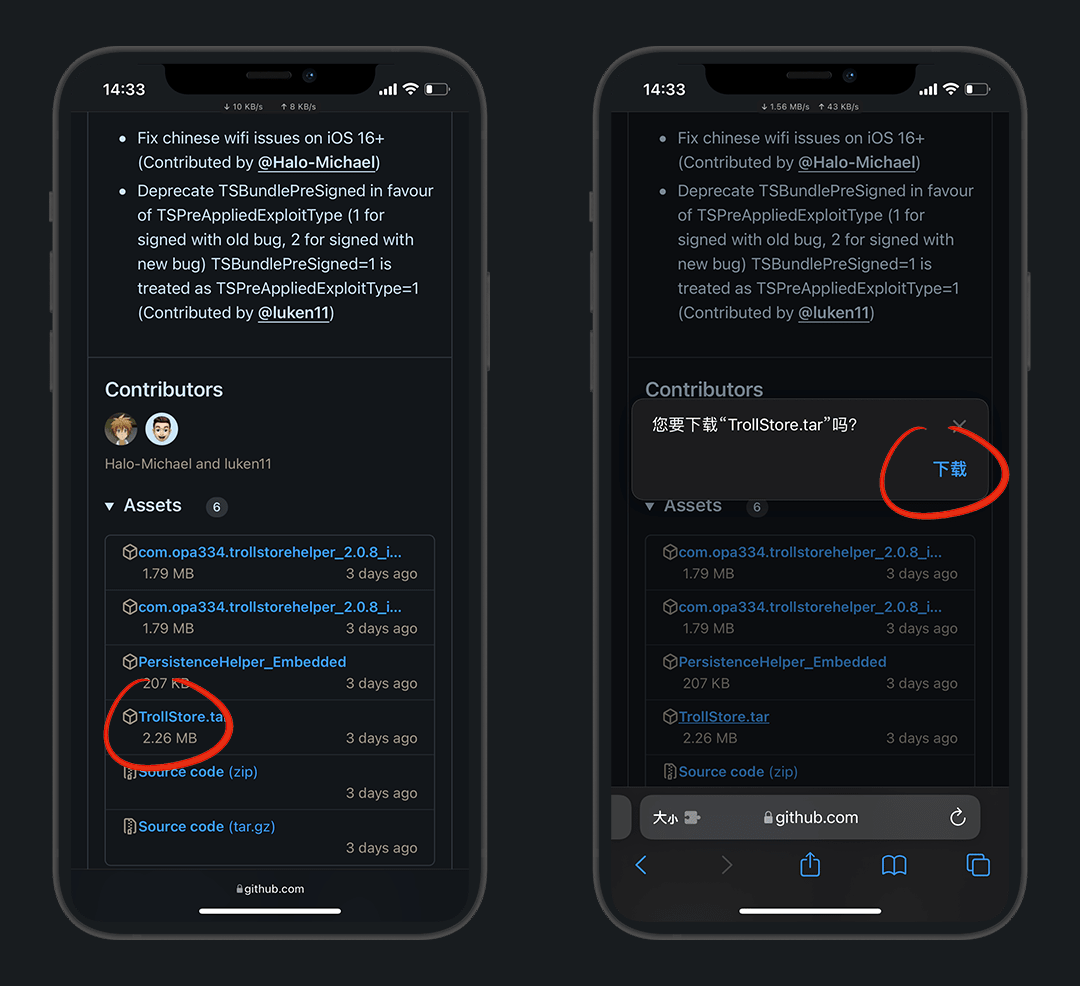 14:33
↓ 10 KB/s ↑ 8 KB/s
• Fix chinese wifi issues on iOS 16+
(Contributed by @Halo-Michael)
• Deprecate TSBundlePreSigned in favour
of TSPreAppliedExploitType (1 for
signed with old bug, 2 for signed with
new bug) TSBundlePreSigned=1 is
treated as TSPreAppliedExploitType=1
(Contributed by @luken11)
Contributors
Halo-Michael and luken11
Assets 6
com.opa334.trollstorehelper_2.0.8_i...
1.79 MB 3 days ago
com.opa334.trollstorehelper_2.0.8_i...
1.79 MB 3 days ago
PersistenceHelper_Embedded
207 KB 3 days ago
TrollStore.tar
2.26 MB 3 days ago
Source code (zip)
3 days ago
Source code (tar.gz)
3 days ago
github.com
14:33
↓ 1.56 MB/s ↑ 43 KB/s
• Fix chinese wifi issues on iOS 16+
(Contributed by @Halo-Michael)
• Deprecate TSBundlePreSigned in favour
of TSPreAppliedExploitType (1 for
signed with old bug, 2 for signed with
new bug) TSBundlePreSigned=1 is
treated as TSPreAppliedExploitType=1
(Contributed by @luken11)
Contributors
您要下载“TrollStore.tar”吗?
下载
Assets 6
com.opa334.trollstorehelper_2.0.8_i...
1.79 MB 3 days ago
com.opa334.trollstorehelper_2.0.8_i...
1.79 MB 3 days ago
PersistenceHelper_Embedded
207 KB 3 days ago
TrollStore.tar
2.26 MB 3 days ago
Source code (zip)
大小 github.com